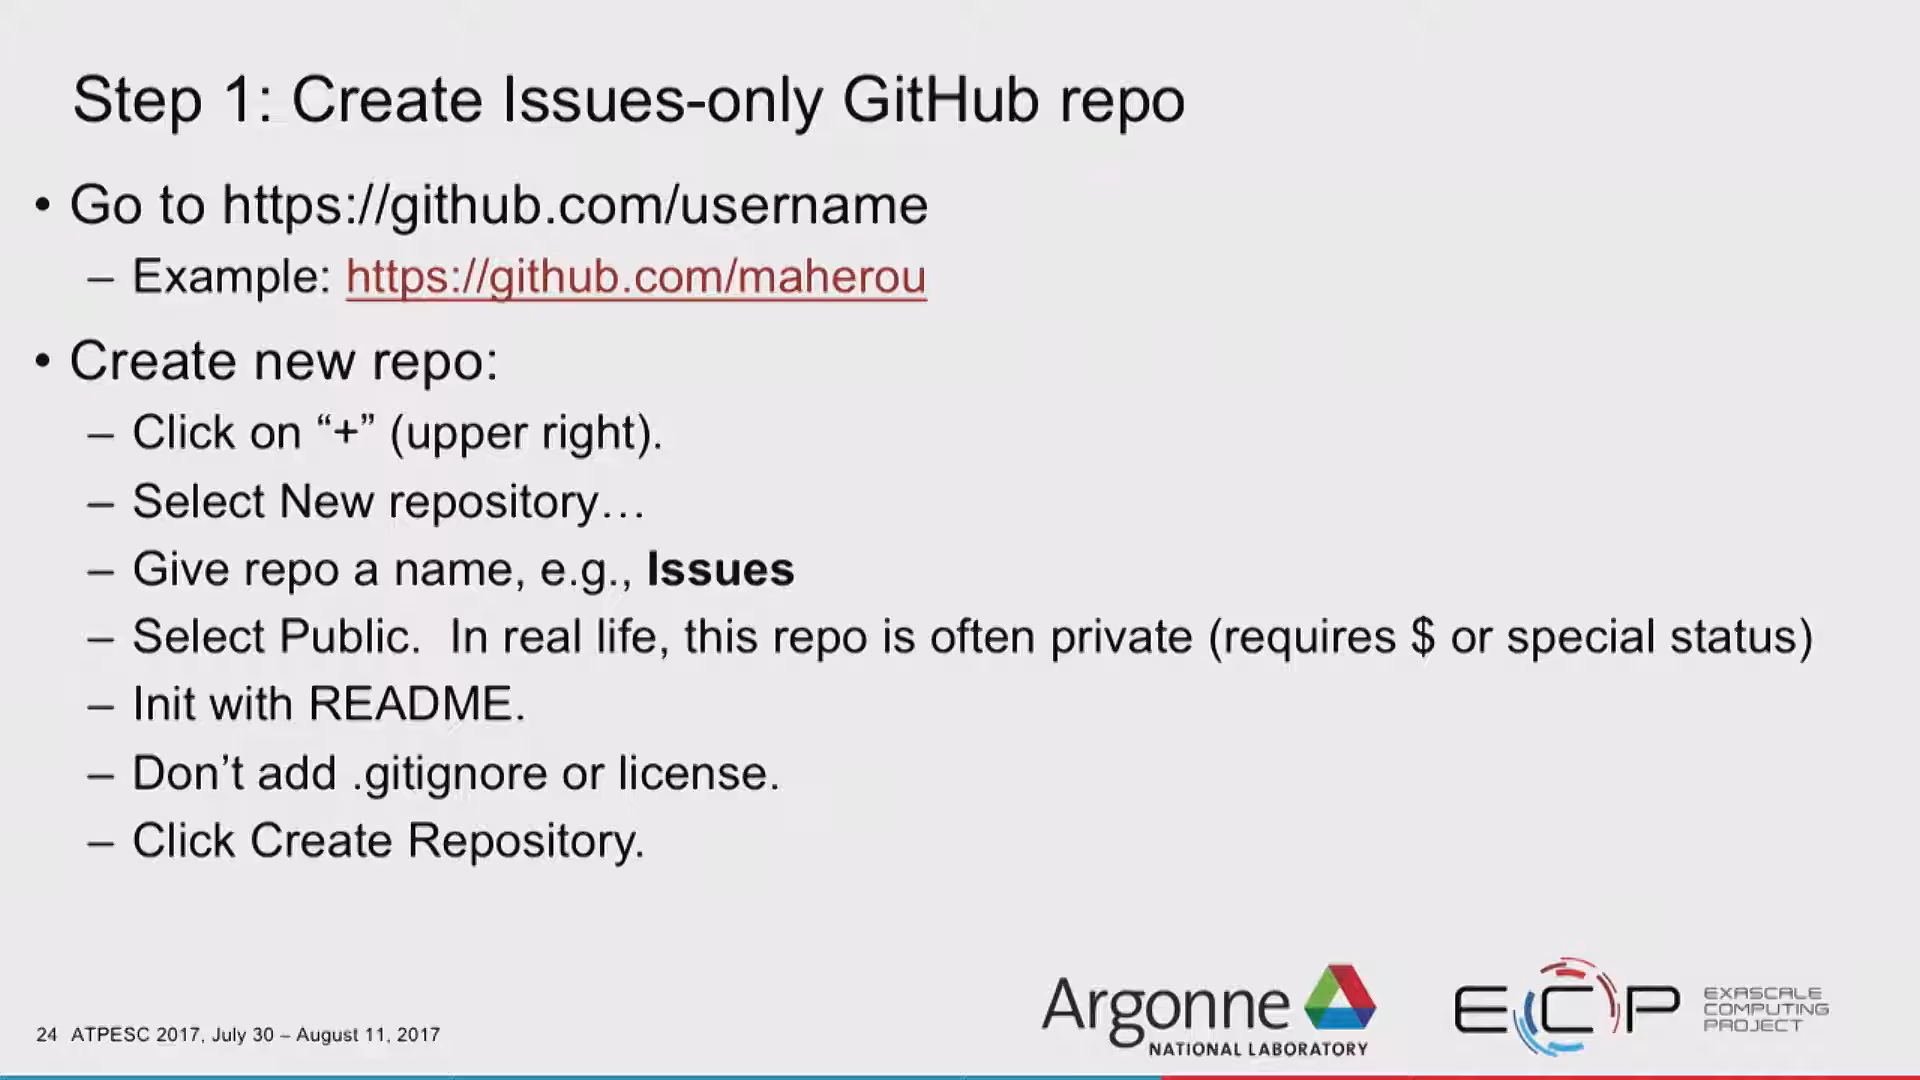 Step 1: Create Issues-only GitHub repo
• Go to https://github.com/username
– Example: https://github.com/maherou
• Create new repo:
– Click on “+” (upper right).
– Select New repository…
– Give repo a name, e.g., Issues
– Select Public.  In real life, this repo is often private (requires $ or special status)
– Init with README.
– Don’t add .gitignore or license.
– Click Create Repository.
24 ATPESC 2017, July 30 – August 11, 2017
Argonne
NATIONAL LABORATORY
ECP
EXASCALE
COMPUTING
PROJECT